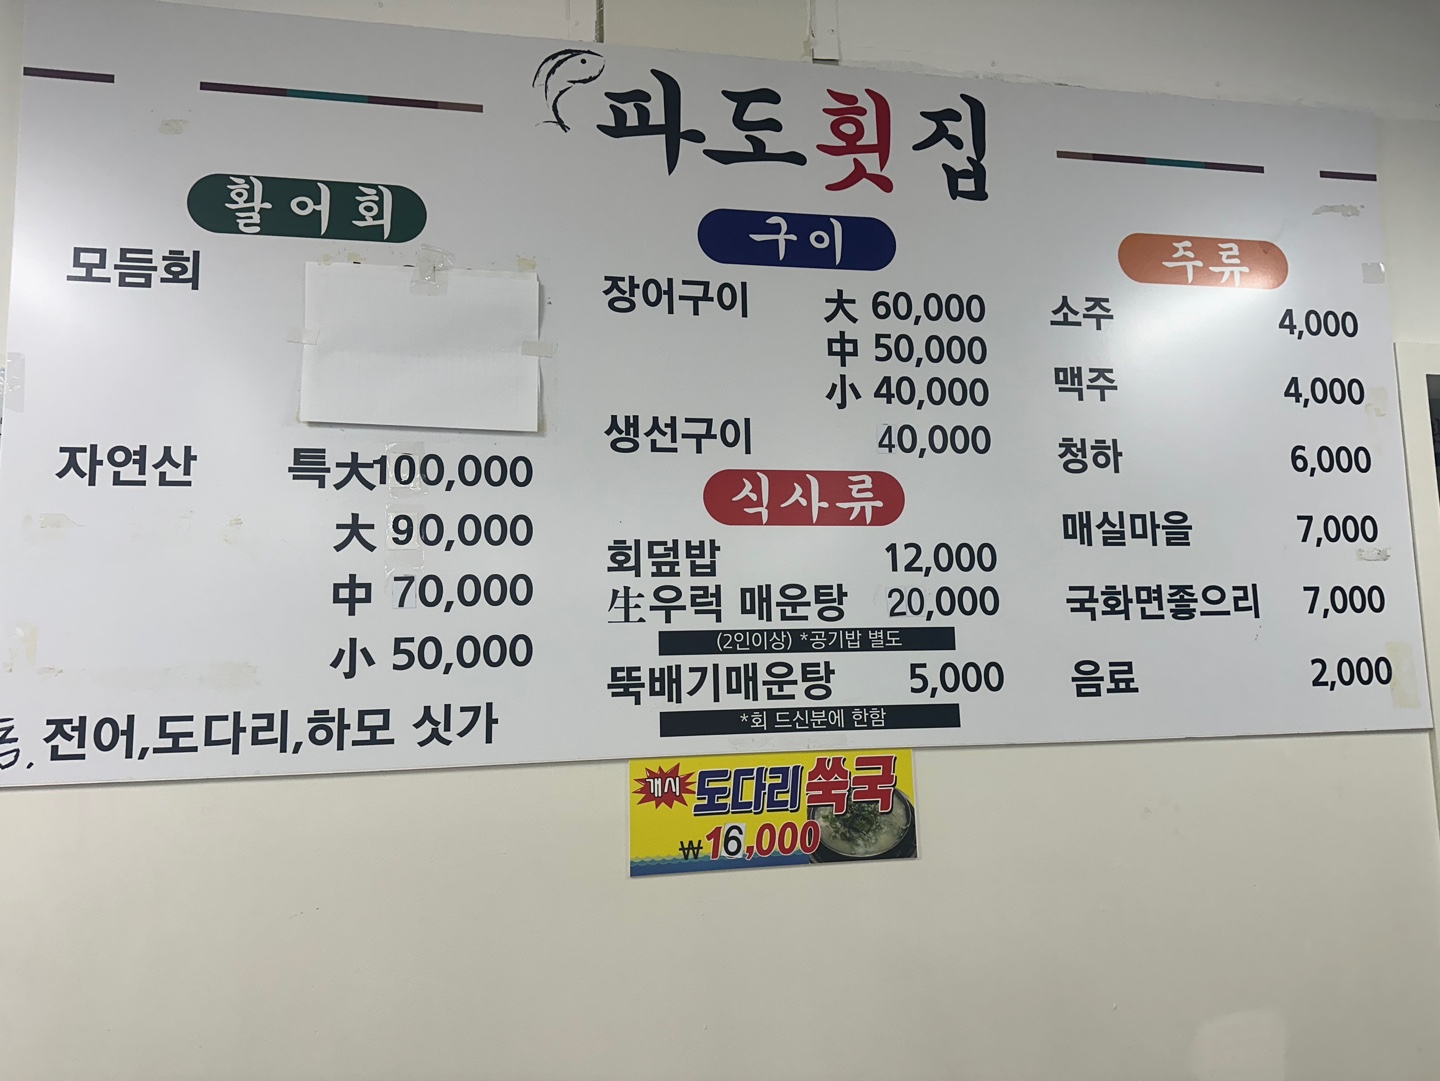 파도횟집
활어회
모듬회
자연산 특大100,000
大 90,000
中 70,000
小 50,000
돔, 전어,도다리,하모 싯가
구이
장어구이 大 60,000
中 50,000
小 40,000
생선구이 40,000
식사류
회덮밥 12,000
生우럭 매운탕 20,000
(2인이상) *공기밥 별도
뚝배기매운탕 5,000
*회 드신분에 한함
주류
소주 4,000
맥주 4,000
청하 6,000
매실마을 7,000
국화면좋으리 7,000
음료 2,000
개시 도다리쑥국
₩16,000